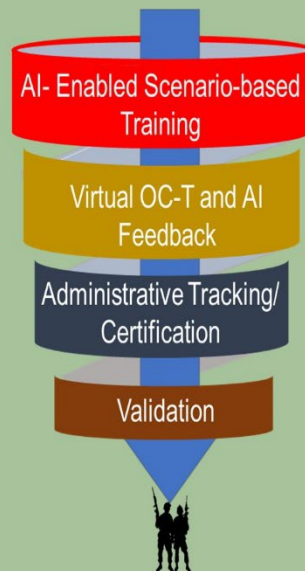 AI- Enabled Scenario-based
Training
Virtual OC-T and AI
Feedback
Administrative Tracking/
Certification
Validation